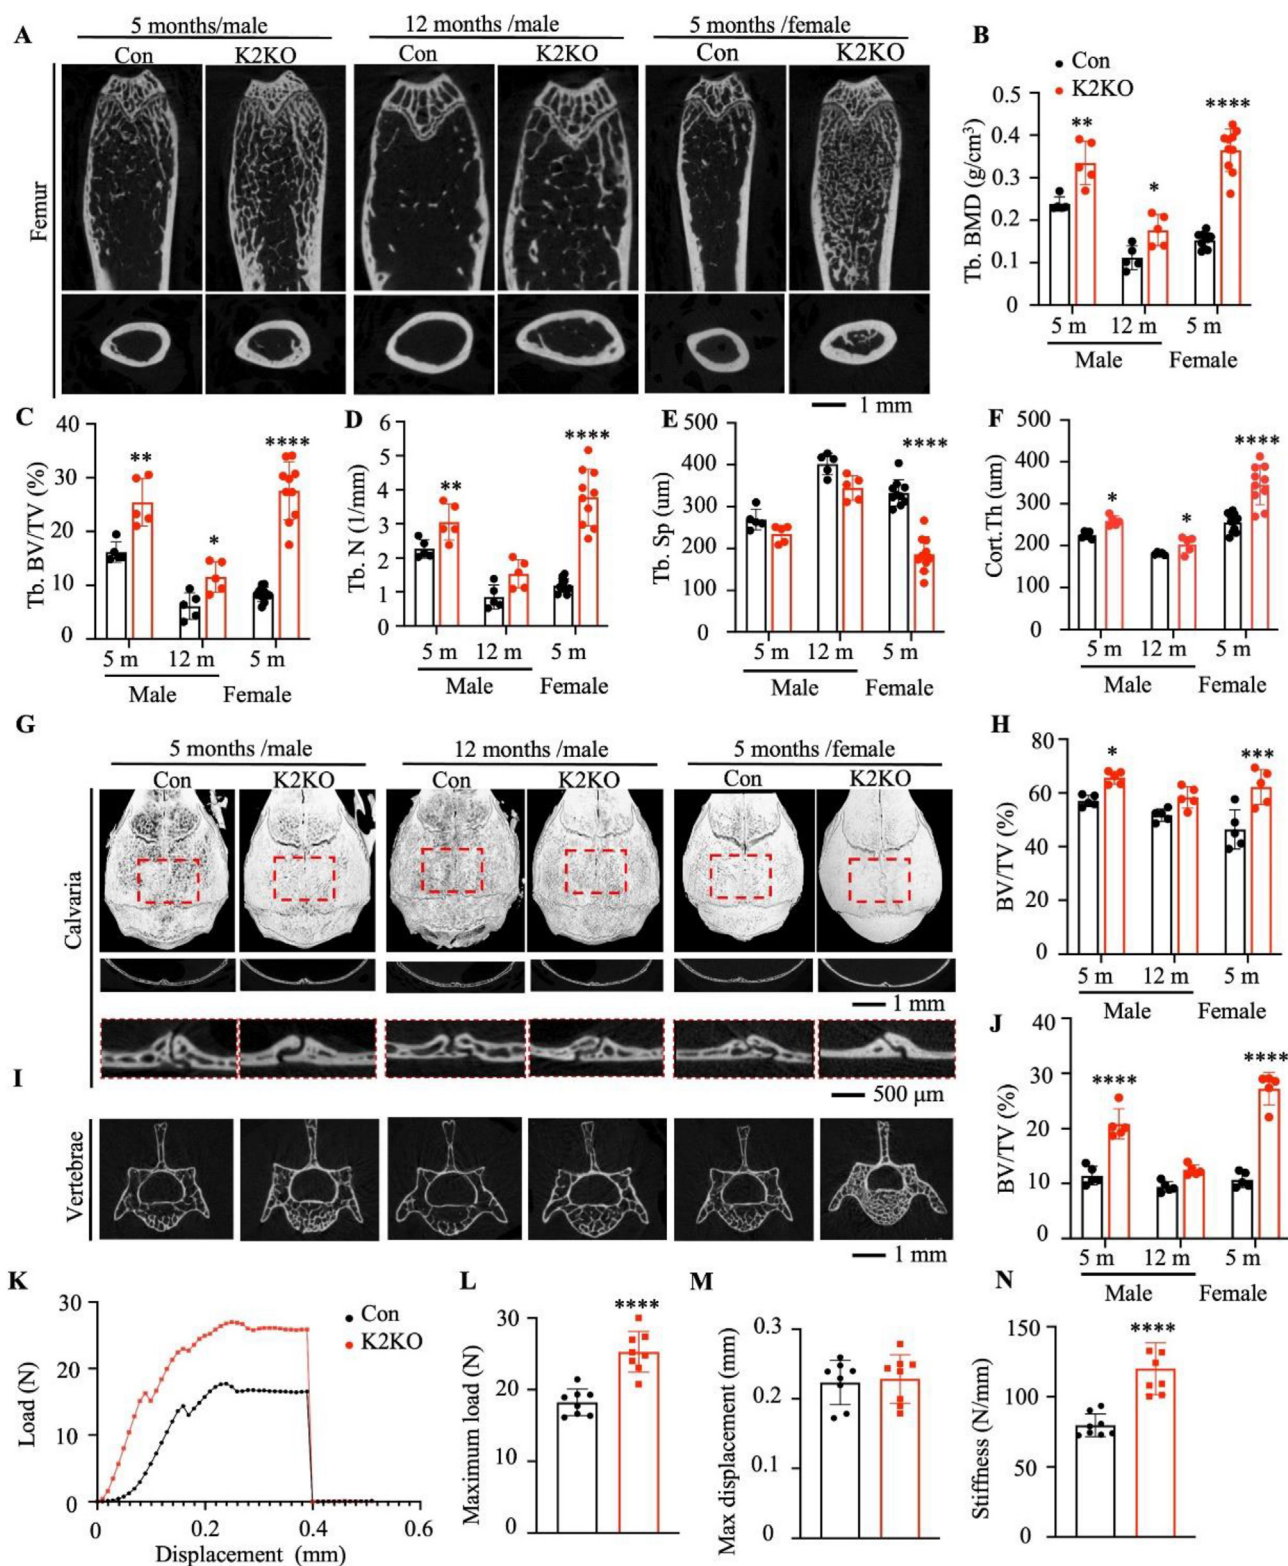 A
5 months/male
12 months /male
5 months/female
Con
K2KO
Con
K2KO
Con
K2KO
Femur
1 mm
B
Con
K2KO
Tb. BMD (g/cm³)
0.5
0.4
0.3
0.2
0.1
0
**
*
****
5 m
12 m
5 m
Male
Female
C
Tb. BV/TV (%)
40
30
20
10
0
**
*
****
5 m
12 m
5 m
Male
Female
D
Tb. N (1/mm)
6
5
4
3
2
1
0
**
****
5 m
12 m
5 m
Male
Female
E
Tb. Sp (um)
500
400
300
200
100
0
****
5 m
12 m
5 m
Male
Female
F
Cort.Th (um)
500
400
300
200
100
0
*
*
****
5 m
12 m
5 m
Male
Female
G
5 months /male
12 months /male
5 months /female
Con
K2KO
Con
K2KO
Con
K2KO
Calvaria
1 mm
500 μm
H
BV/TV (%)
80
60
40
20
0
*
***
5 m
12 m
5 m
Male
Female
I
Vertebrae
1 mm
J
BV/TV (%)
40
30
20
10
0
****
****
5 m
12 m
5 m
Male
Female
K
Load (N)
30
20
10
0
Con
K2KO
0
0.2
0.4
0.6
Displacement (mm)
L
Maximum load (N)
30
20
10
0
****
M
Max displacement (mm)
0.3
0.2
0.1
0
N
Stiffness (N/mm)
150
100
50
0
****